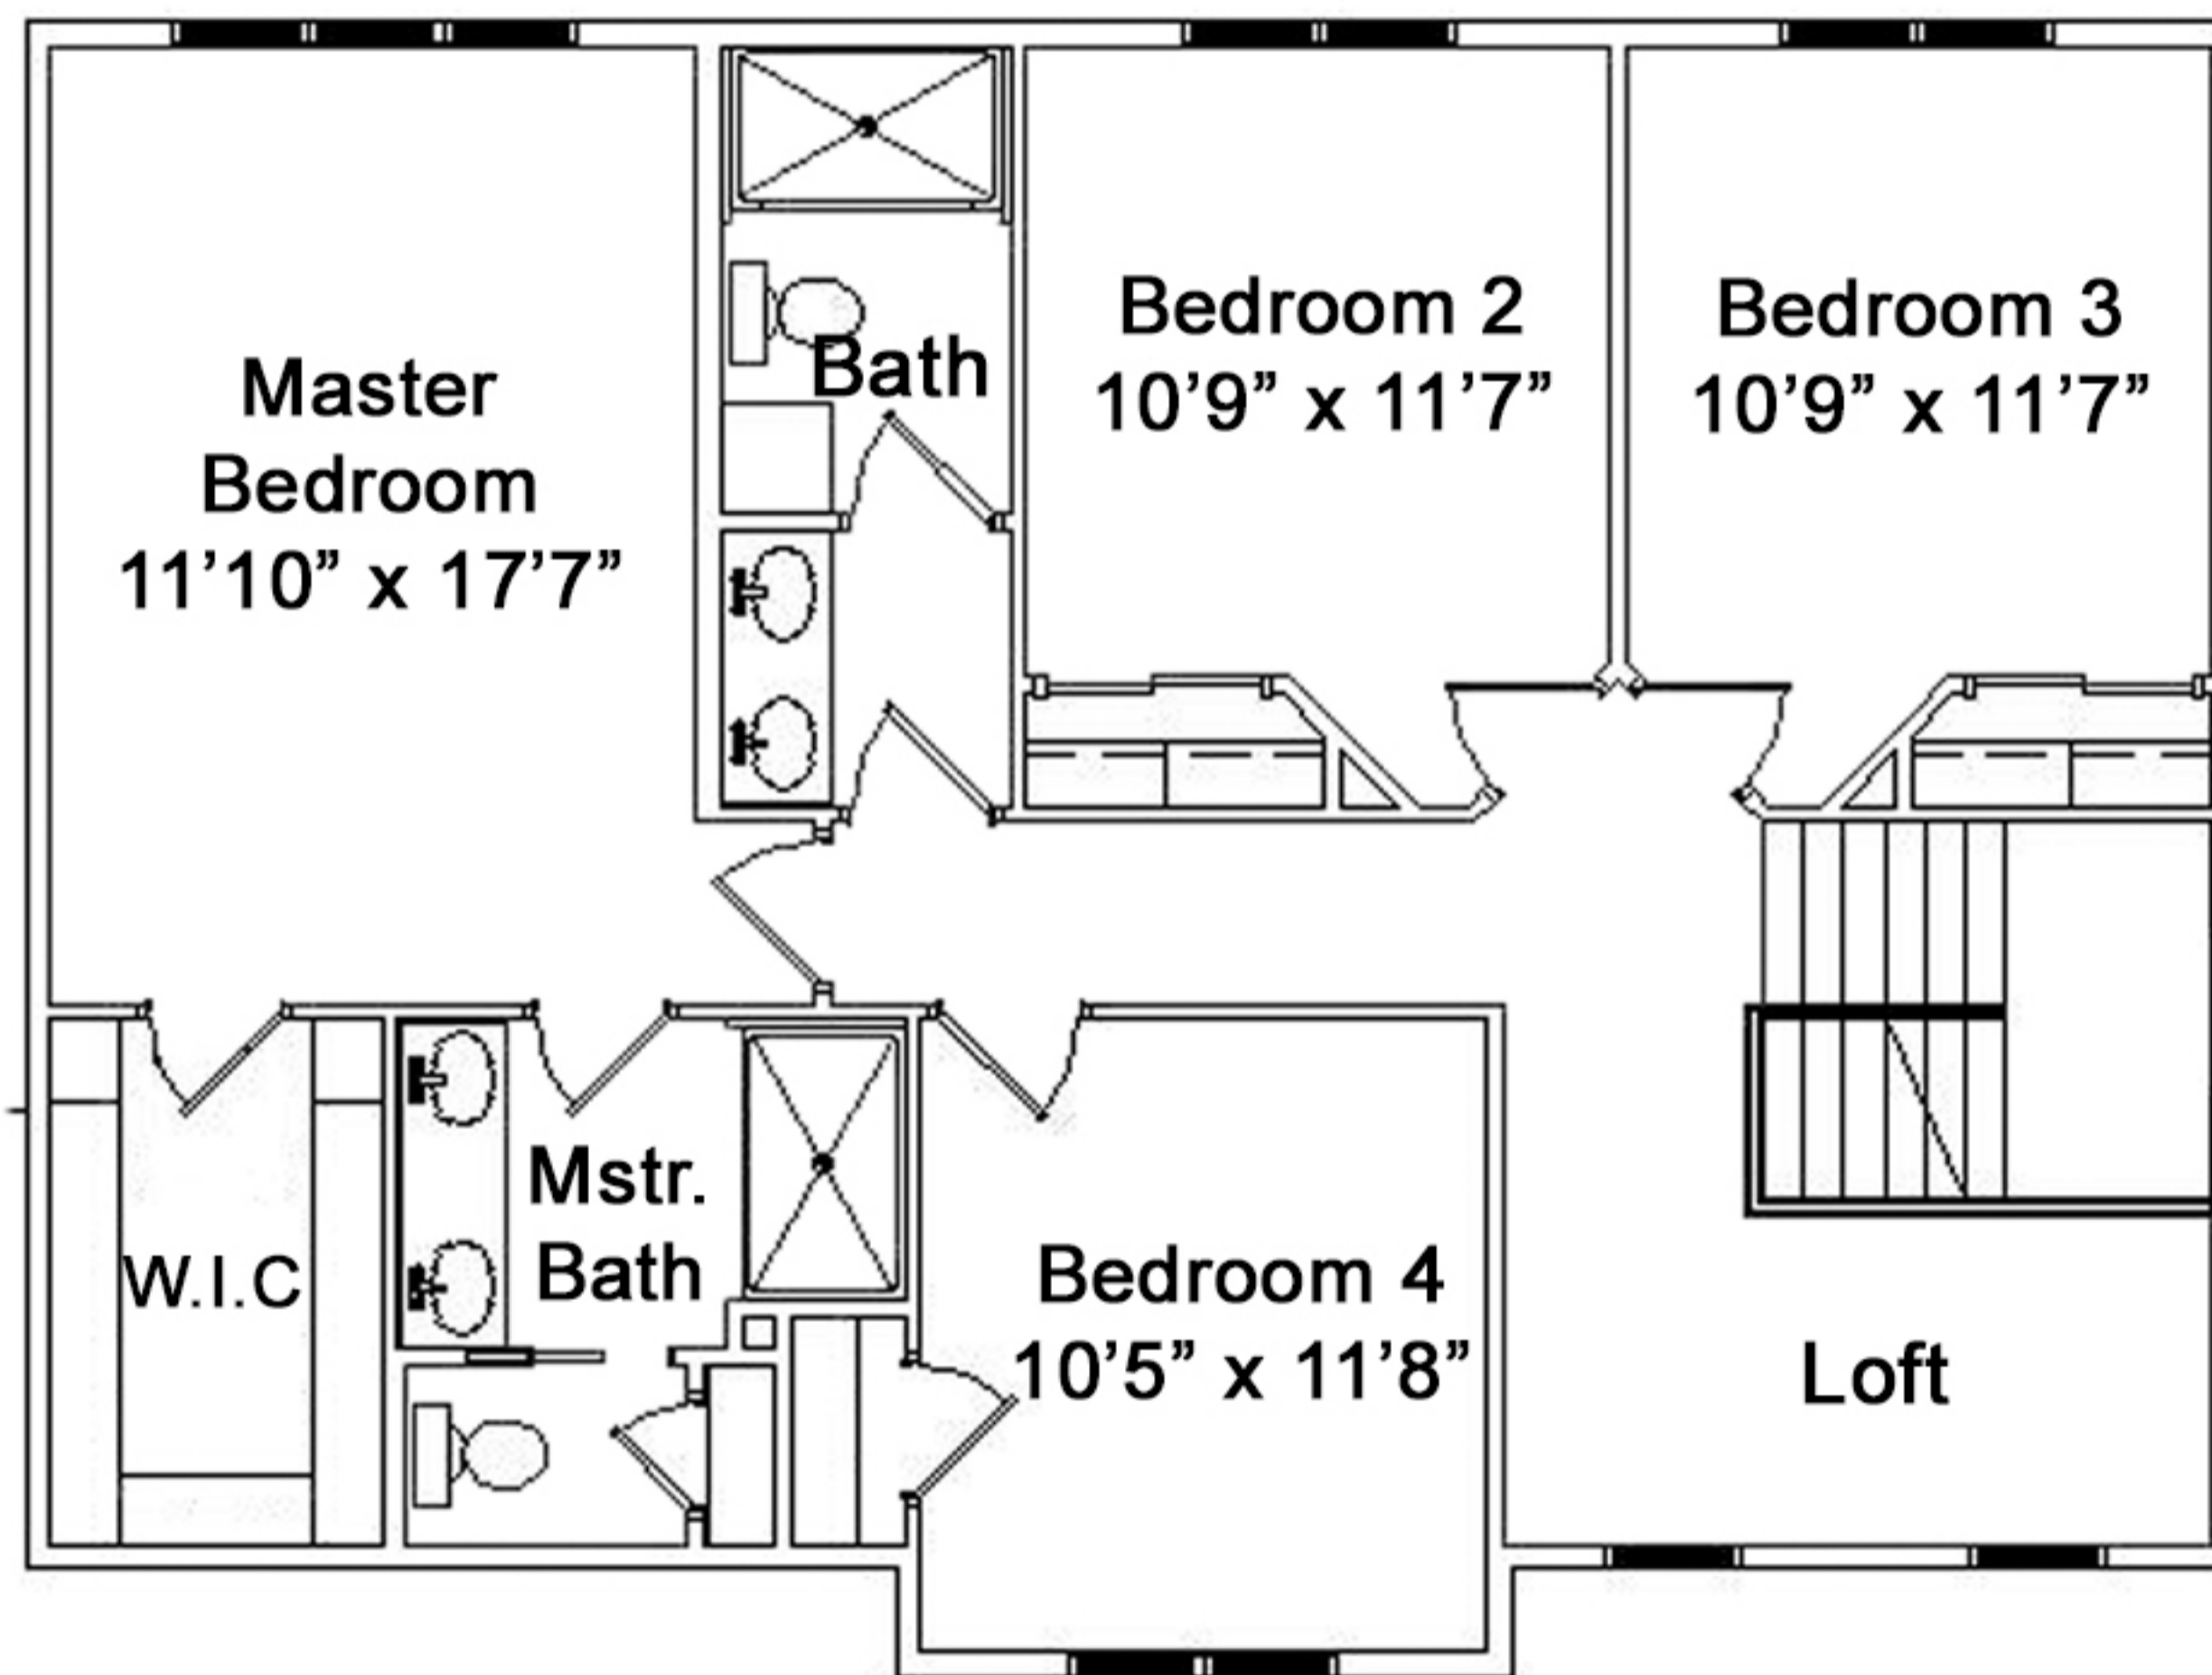 Master
Bedroom
11’10” x 17’7”
Bath
Bedroom 2
10’9” x 11’7”
Bedroom 3
10’9” x 11’7”
W.I.C
Mstr.
Bath
Bedroom 4
10’5” x 11’8”
Loft